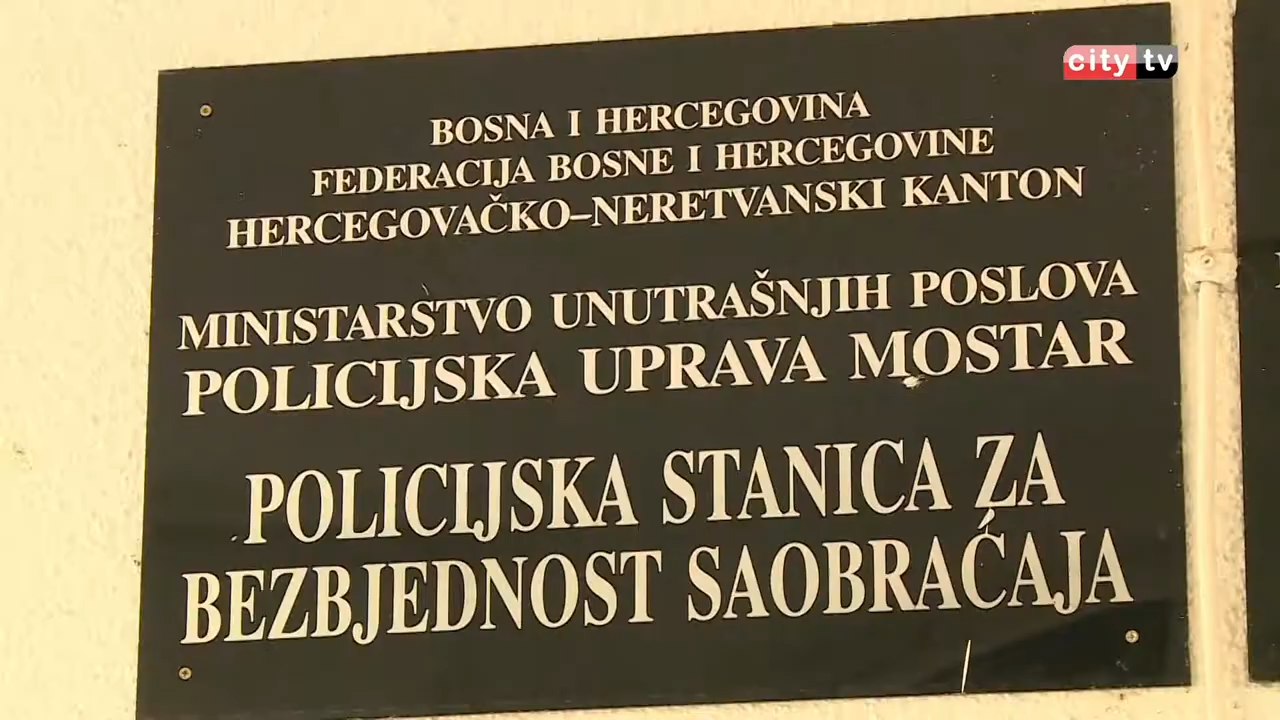 city tv
BOSNA I HERCEGOVINA
FEDERACIJA BOSNE I HERCEGOVINE
HERCEGOVAČKO–NERETVANSKI KANTON
MINISTARSTVO UNUTRAŠNJIH POSLOVA
POLICIJSKA UPRAVA MOSTAR
POLICIJSKA STANICA ZA
BEZBJEDNOST SAOBRAĆAJA